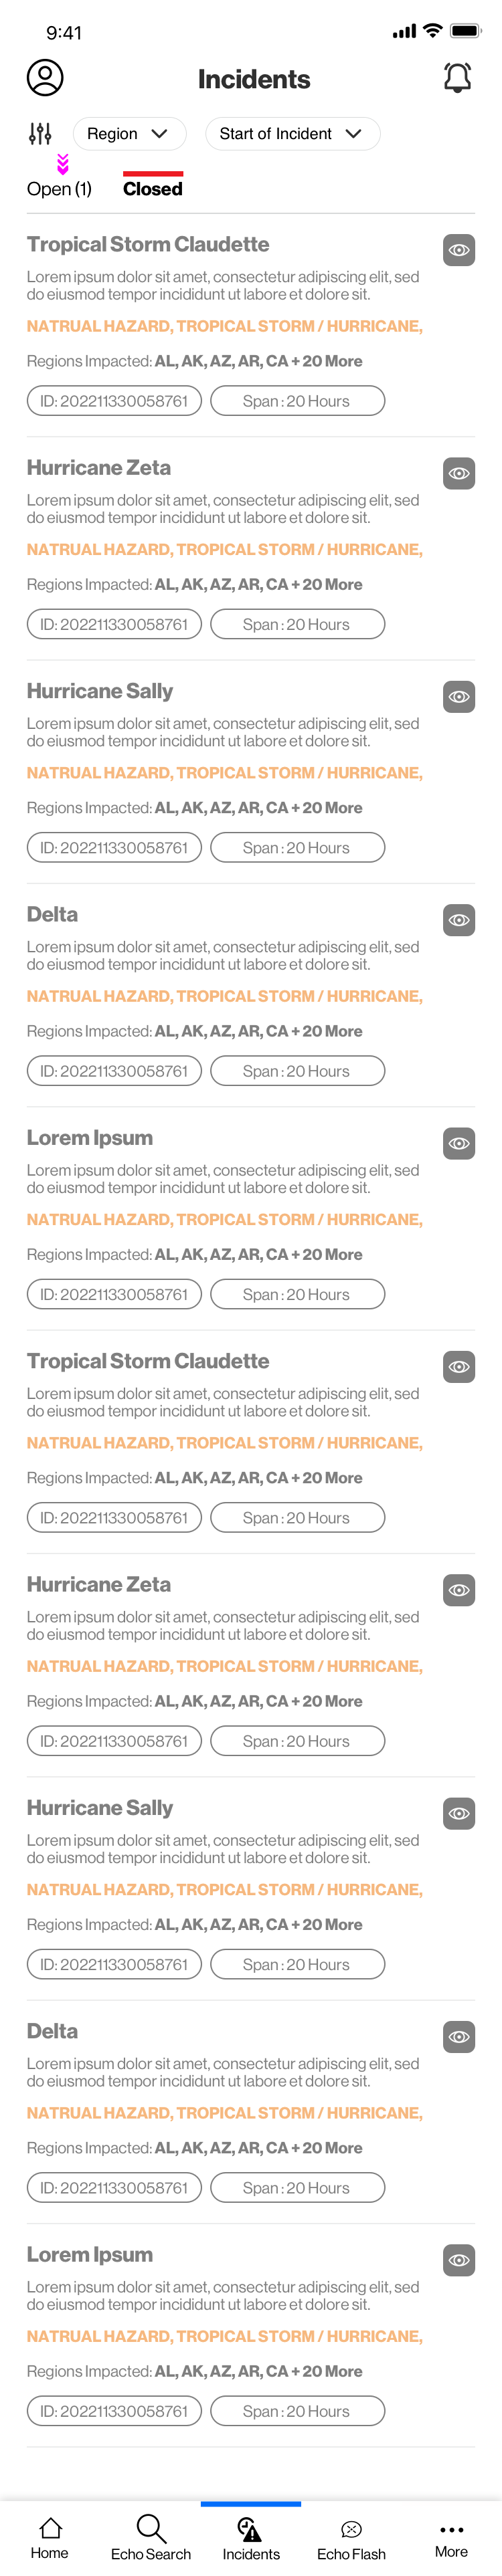 9:41
Incidents
Region
Start of Incident
Open (1)
Closed
Tropical Storm Claudette
Lorem ipsum dolor sit amet, consectetur adipiscing elit, sed
do eiusmod tempor incididunt ut labore et dolore sit.
NATRUAL HAZARD, TROPICAL STORM / HURRICANE,
Regions Impacted: AL, AK, AZ, AR, CA + 20 More
ID: 202211330058761
Span : 20 Hours
Hurricane Zeta
Lorem ipsum dolor sit amet, consectetur adipiscing elit, sed
do eiusmod tempor incididunt ut labore et dolore sit.
NATRUAL HAZARD, TROPICAL STORM / HURRICANE,
Regions Impacted: AL, AK, AZ, AR, CA + 20 More
ID: 202211330058761
Span : 20 Hours
Hurricane Sally
Lorem ipsum dolor sit amet, consectetur adipiscing elit, sed
do eiusmod tempor incididunt ut labore et dolore sit.
NATRUAL HAZARD, TROPICAL STORM / HURRICANE,
Regions Impacted: AL, AK, AZ, AR, CA + 20 More
ID: 202211330058761
Span : 20 Hours
Delta
Lorem ipsum dolor sit amet, consectetur adipiscing elit, sed
do eiusmod tempor incididunt ut labore et dolore sit.
NATRUAL HAZARD, TROPICAL STORM / HURRICANE,
Regions Impacted: AL, AK, AZ, AR, CA + 20 More
ID: 202211330058761
Span : 20 Hours
Lorem Ipsum
Lorem ipsum dolor sit amet, consectetur adipiscing elit, sed
do eiusmod tempor incididunt ut labore et dolore sit.
NATRUAL HAZARD, TROPICAL STORM / HURRICANE,
Regions Impacted: AL, AK, AZ, AR, CA + 20 More
ID: 202211330058761
Span : 20 Hours
Tropical Storm Claudette
Lorem ipsum dolor sit amet, consectetur adipiscing elit, sed
do eiusmod tempor incididunt ut labore et dolore sit.
NATRUAL HAZARD, TROPICAL STORM / HURRICANE,
Regions Impacted: AL, AK, AZ, AR, CA + 20 More
ID: 202211330058761
Span : 20 Hours
Hurricane Zeta
Lorem ipsum dolor sit amet, consectetur adipiscing elit, sed
do eiusmod tempor incididunt ut labore et dolore sit.
NATRUAL HAZARD, TROPICAL STORM / HURRICANE,
Regions Impacted: AL, AK, AZ, AR, CA + 20 More
ID: 202211330058761
Span : 20 Hours
Hurricane Sally
Lorem ipsum dolor sit amet, consectetur adipiscing elit, sed
do eiusmod tempor incididunt ut labore et dolore sit.
NATRUAL HAZARD, TROPICAL STORM / HURRICANE,
Regions Impacted: AL, AK, AZ, AR, CA + 20 More
ID: 202211330058761
Span : 20 Hours
Delta
Lorem ipsum dolor sit amet, consectetur adipiscing elit, sed
do eiusmod tempor incididunt ut labore et dolore sit.
NATRUAL HAZARD, TROPICAL STORM / HURRICANE,
Regions Impacted: AL, AK, AZ, AR, CA + 20 More
ID: 202211330058761
Span : 20 Hours
Lorem Ipsum
Lorem ipsum dolor sit amet, consectetur adipiscing elit, sed
do eiusmod tempor incididunt ut labore et dolore sit.
NATRUAL HAZARD, TROPICAL STORM / HURRICANE,
Regions Impacted: AL, AK, AZ, AR, CA + 20 More
ID: 202211330058761
Span : 20 Hours
Home
Echo Search
Incidents
Echo Flash
More